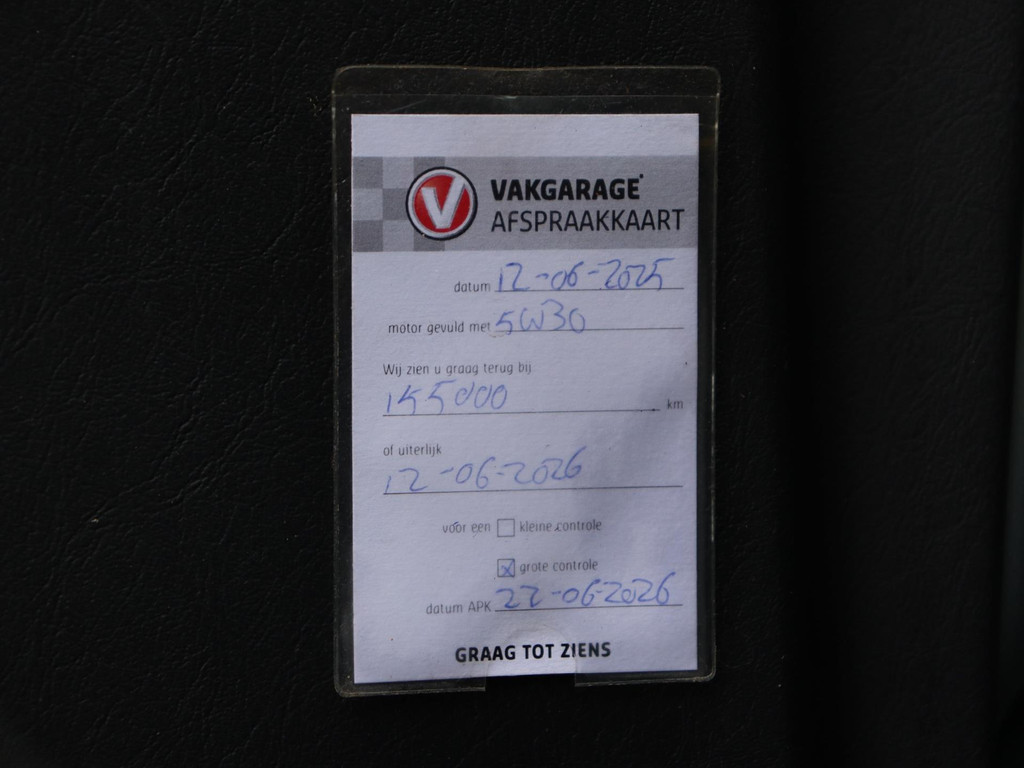 V
VAKGARAGE
AFSPRAAKKAART
datum 12-06-2025
motor gevuld met 5W30
Wij zien u graag terug bij
155000 km
of uiterlijk
12-06-2026
voor een ☐ kleine controle
☒ grote controle
datum APK 22-06-2026
GRAAG TOT ZIENS